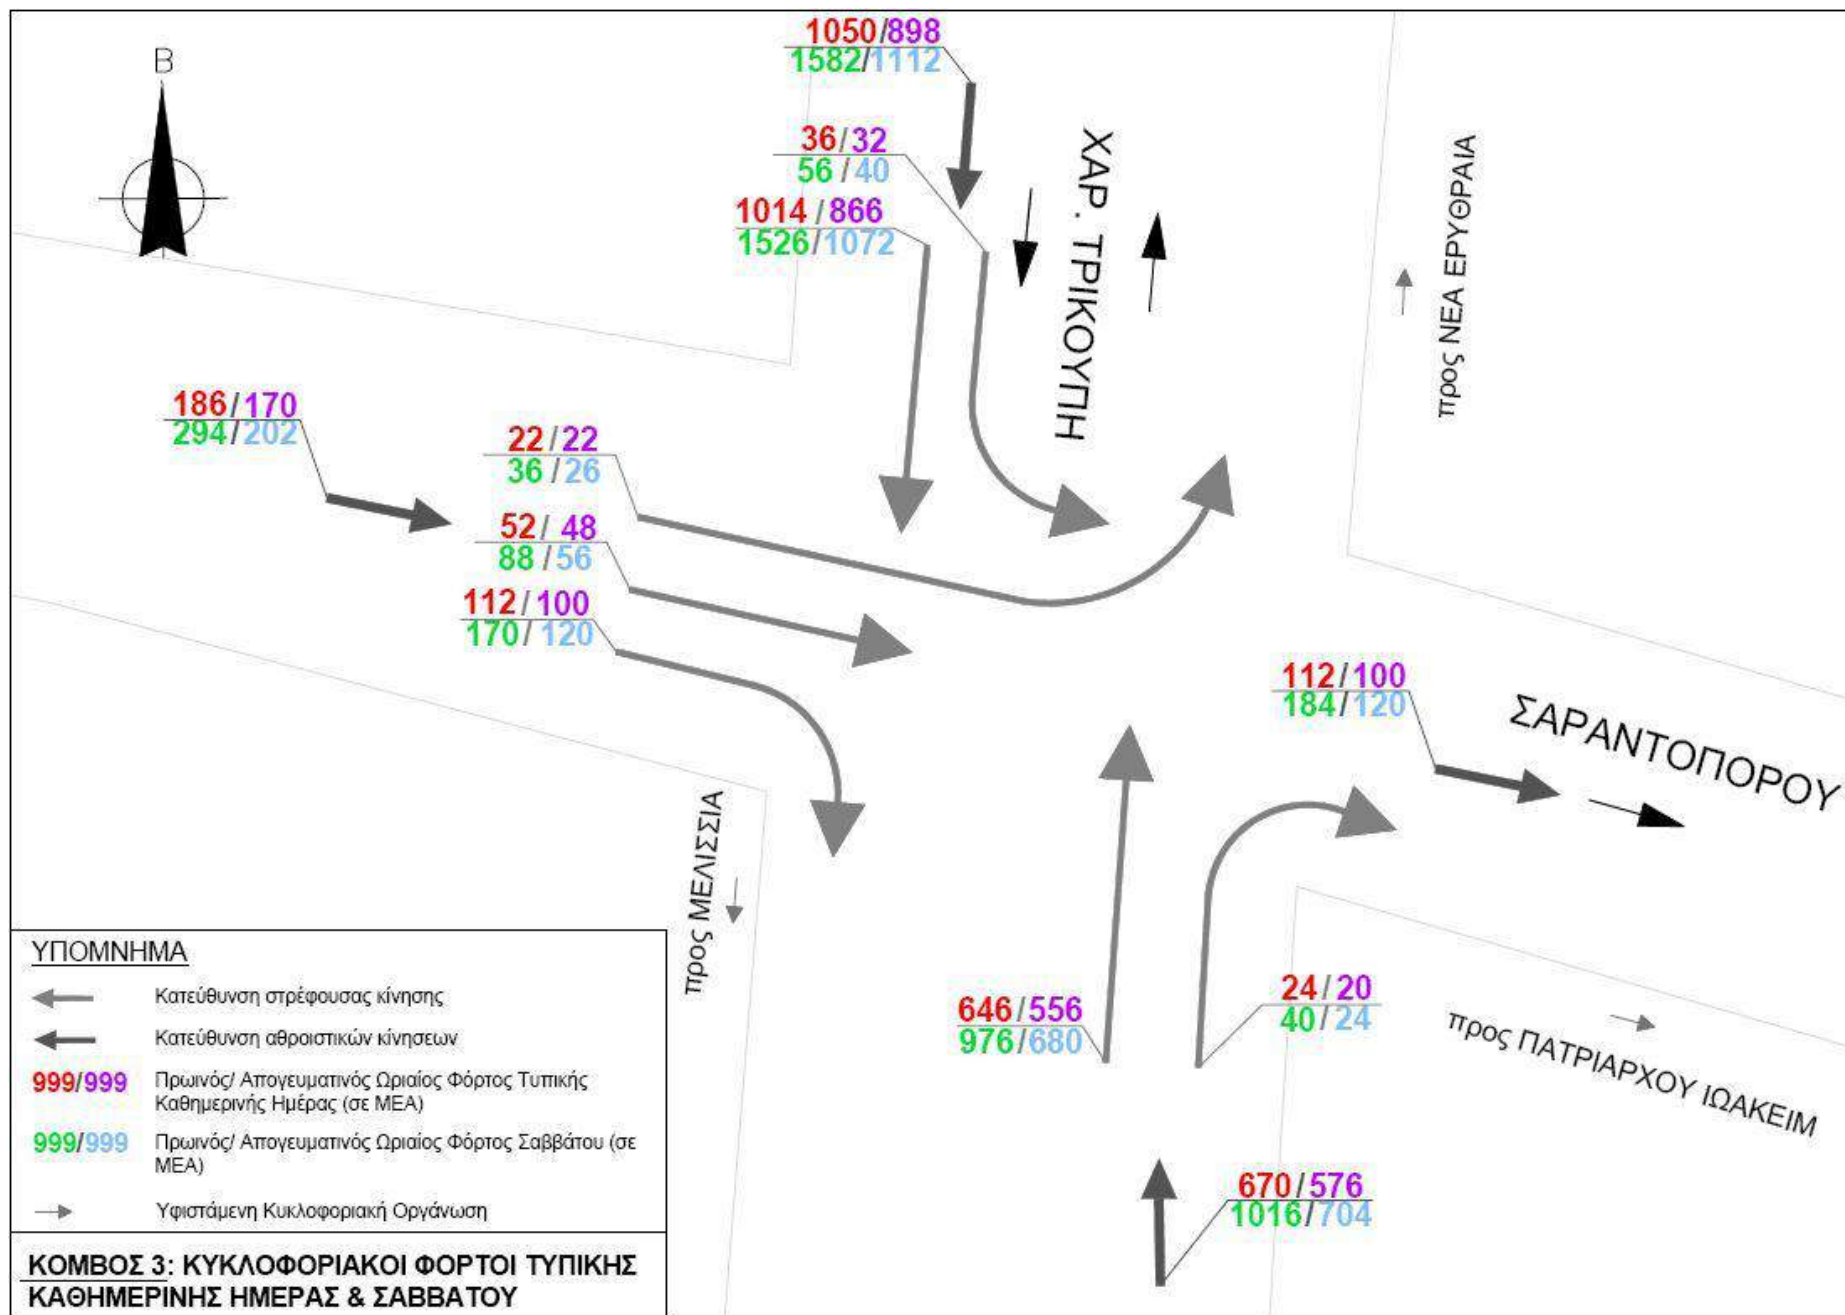 1050/898
1582/1112
Β
36/32
56/40
1014/866
1526/1072
ΧΑΡ. ΤΡΙΚΟΥΠΗ
προς ΝΕΑ ΕΡΥΘΡΑΙΑ
186/170
294/202
22/22
36/26
52/ 48
88/56
112/100
170/120
112/100
184/120
ΣΑΡΑΝΤΟΠΟΡΟΥ
προς ΜΕΛΙΣΣΙΑ
646/556
976/680
24/20
40/24
προς ΠΑΤΡΙΑΡΧΟΥ ΙΩΑΚΕΙΜ
670/576
1016/704
ΥΠΟΜΝΗΜΑ
Κατεύθυνση στρέφουσας κίνησης
Κατεύθυνση αθροιστικών κίνησεων
999/999 Πρωινός/ Απογευματινός Ωριαίος Φόρτος Τυπικής
Καθημερινής Ημέρας (σε ΜΕΑ)
999/999 Πρωινός/ Απογευματινός Ωριαίος Φόρτος Σαββάτου (σε
ΜΕΑ)
Υφιστάμενη Κυκλοφοριακή Οργάνωση
ΚΟΜΒΟΣ 3: ΚΥΚΛΟΦΟΡΙΑΚΟΙ ΦΟΡΤΟΙ ΤΥΠΙΚΗΣ
ΚΑΘΗΜΕΡΙΝΗΣ ΗΜΕΡΑΣ & ΣΑΒΒΑΤΟΥ